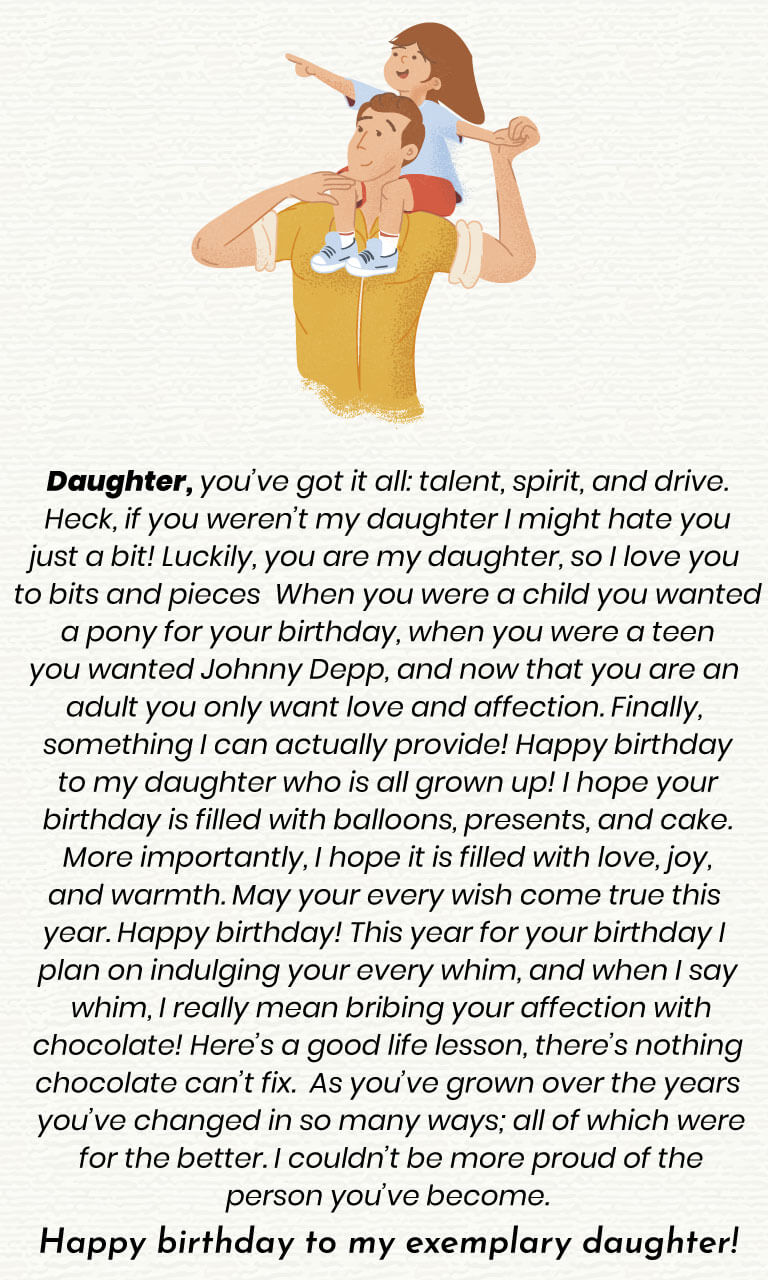 Daughter, you’ve got it all: talent, spirit, and drive.
Heck, if you weren’t my daughter I might hate you
just a bit! Luckily, you are my daughter, so I love you
to bits and pieces  When you were a child you wanted
a pony for your birthday, when you were a teen
you wanted Johnny Depp, and now that you are an
adult you only want love and affection. Finally,
something I can actually provide! Happy birthday
to my daughter who is all grown up! I hope your
birthday is filled with balloons, presents, and cake.
More importantly, I hope it is filled with love, joy,
and warmth. May your every wish come true this
year. Happy birthday! This year for your birthday I
plan on indulging your every whim, and when I say
whim, I really mean bribing your affection with
chocolate! Here’s a good life lesson, there’s nothing
chocolate can’t fix.  As you’ve grown over the years
you’ve changed in so many ways; all of which were
for the better. I couldn’t be more proud of the
person you’ve become.
Happy birthday to my exemplary daughter!